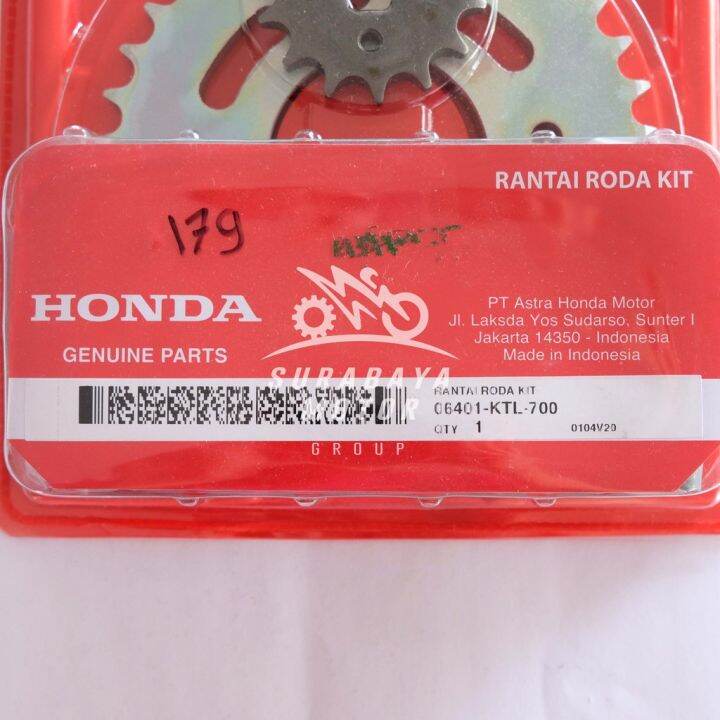 RANTAI RODA KIT
179
HONDA
GENUINE PARTS
PT Astra Honda Motor
Jl. Laksda Yos Sudarso, Sunter I
Jakarta 14350 - Indonesia
Made in Indonesia
SURABAYA
MOTOR
GROUP
RANTAI RODA KIT
06401-KTL-700
QTY 1
0104V20